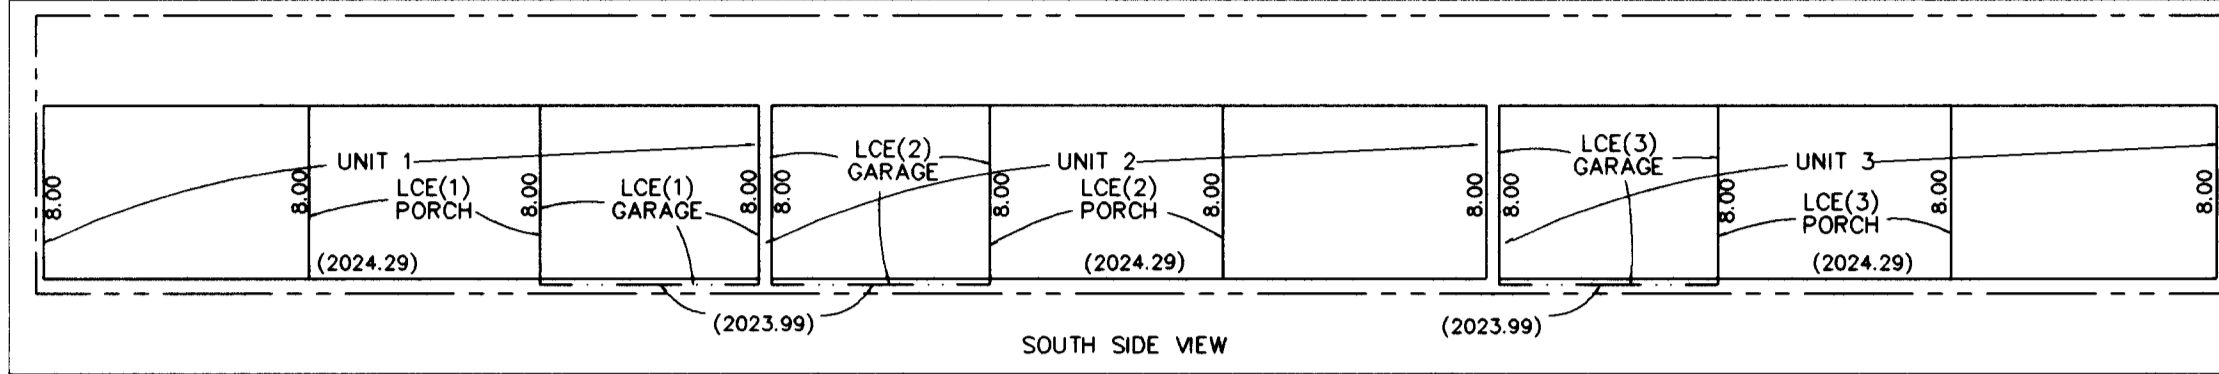 UNIT 1
LCE(1)
PORCH
LCE(1)
GARAGE
8.00
8.00
8.00
8.00
(2024.29)
LCE(2)
GARAGE
UNIT 2
LCE(2)
PORCH
8.00
8.00
8.00
8.00
(2024.29)
LCE(3)
GARAGE
UNIT 3
LCE(3)
PORCH
8.00
8.00
8.00
8.00
(2024.29)
(2023.99)
(2023.99)
SOUTH SIDE VIEW